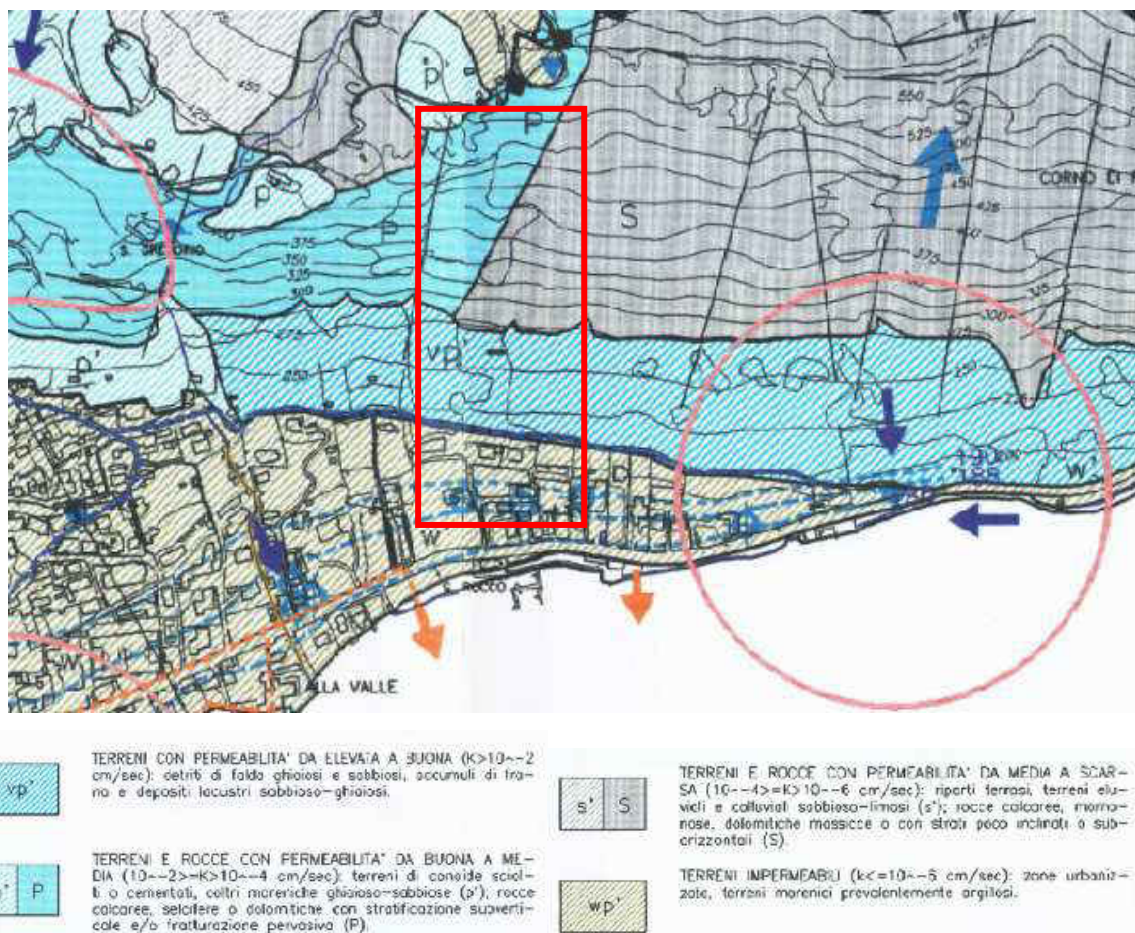 P'
P
450
425
550
525
S
450
425
375
CORNO DI
P
S
S. GREGORIO
375
350
325
300
375
325
300
P'
275
250
vp'
250
W'
W
ROCCO
W
ALLA VALLE
vp'
TERRENI CON PERMEABILITA' DA ELEVATA A BUONA (K>10~-2
cm/sec): detriti di falda ghiaiosi e sabbiosi, accumuli di fra-
na e depositi lacustri sabbioso-ghiaiosi.
P
TERRENI E ROCCE CON PERMEABILITA' DA BUONA A ME-
DIA (10~-2>=K>10~-4 cm/sec): terreni di conoide sciol-
ti o cementati, coltri moreniche ghiaioso-sabbiose (p'); rocce
calcaree, selcifere o dolomitiche con stratificazione subverti-
cale e/o fratturazione pervasiva (P).
s' S
TERRENI E ROCCE CON PERMEABILITA' DA MEDIA A SCAR-
SA (10~-4>=K>10~-6 cm/sec): riporti terrosi, terreni elu-
viali e colluviali sabbioso-limosi (s'); rocce calcaree, marno-
nose, dolomitiche massicce o con strati poco inclinati o sub-
orizzontali (S).
wp'
TERRENI IMPERMEABILI (k<=10~-6 cm/sec): zone urbaniz-
zate, terreni morenici prevalentemente argillosi.